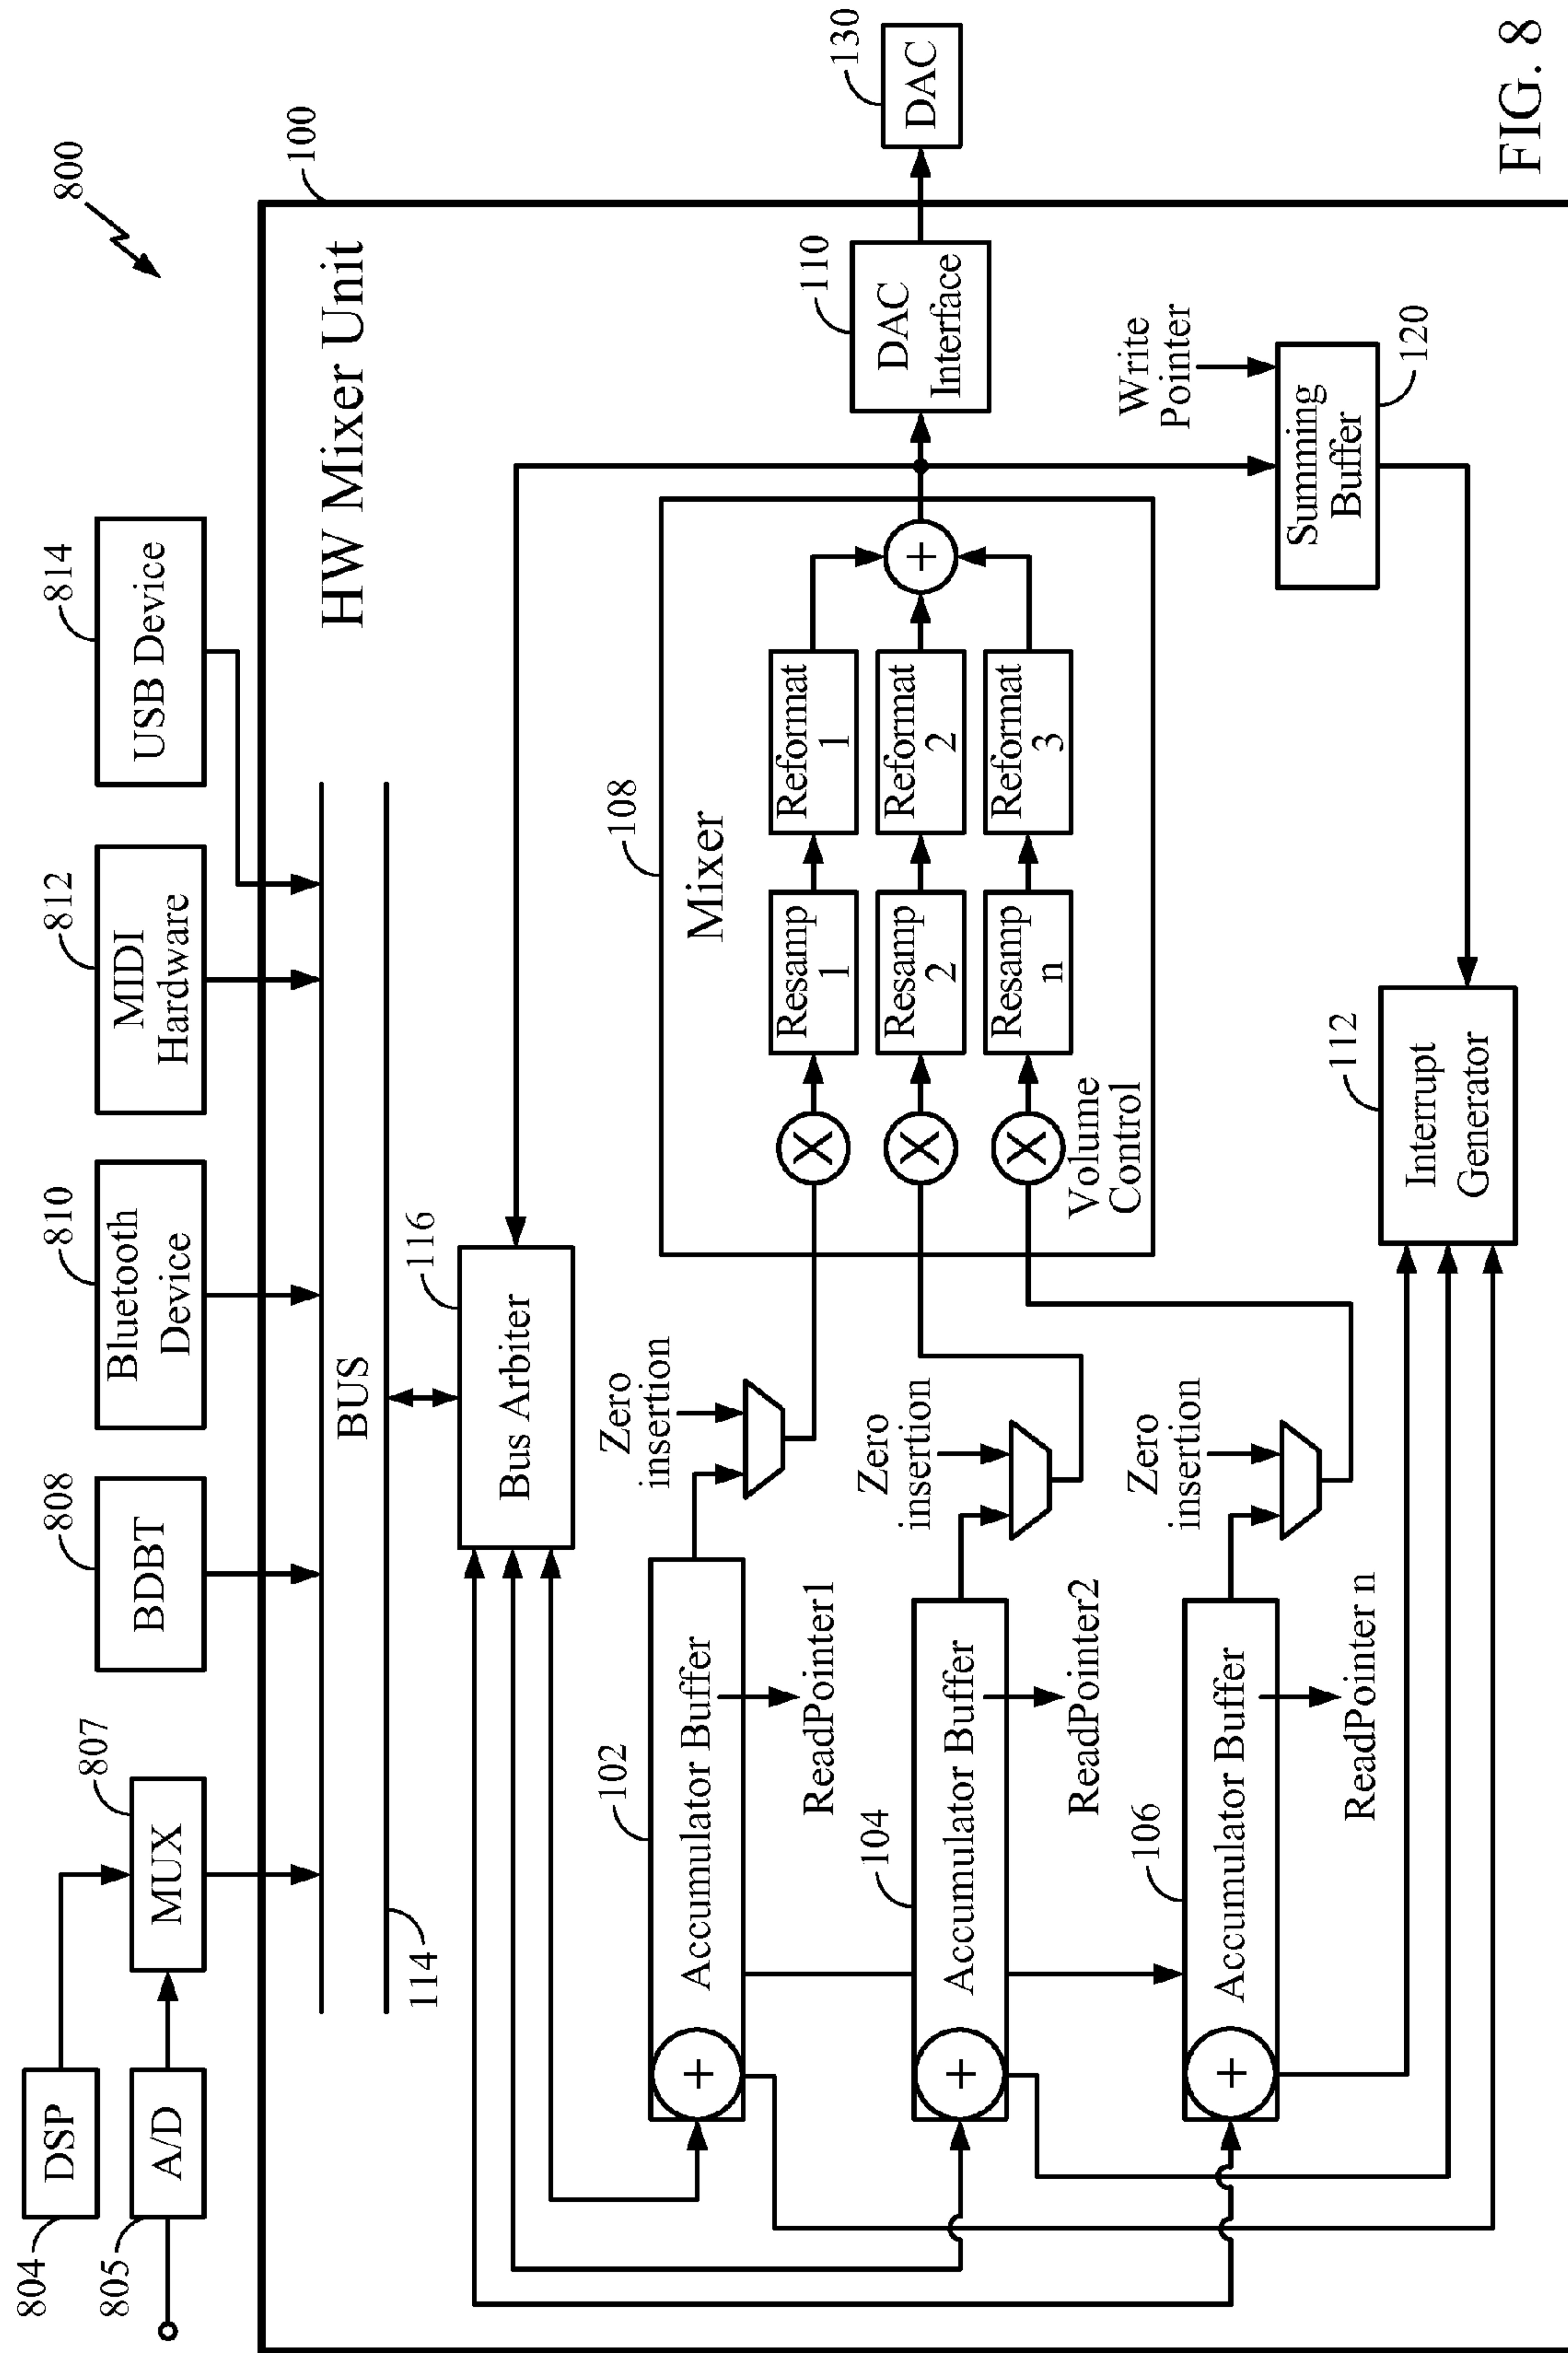 800
804
DSP
805
A/D
807
MUX
808
BDBT
810
Bluetooth
Device
812
MIDI
Hardware
814
USB Device
100
HW Mixer Unit
BUS
114
116
Bus Arbiter
102
Accumulator Buffer
+
ReadPointer1
Zero
insertion
104
Accumulator Buffer
+
ReadPointer2
Zero
insertion
106
Accumulator Buffer
+
ReadPointer n
Zero
insertion
108
Mixer
X
Resamp
1
Reformat
1
X
Resamp
2
Reformat
2
X
Resamp
n
Reformat
3
+
Volume
Control
110
DAC
Interface
130
DAC
Write
Pointer
Summing
Buffer
120
112
Interrupt
Generator
FIG. 8